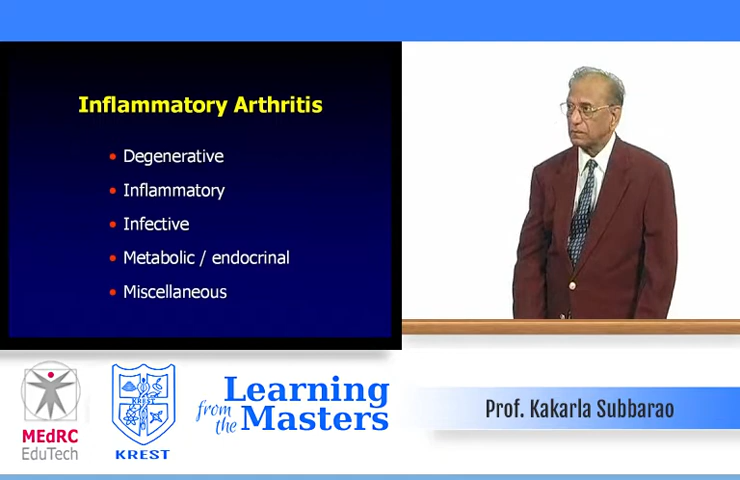 Inflammatory Arthritis
• Degenerative
• Inflammatory
• Infective
• Metabolic / endocrinal
• Miscellaneous
MEdRC
EduTech
KREST
KREST
Learning
from the
Masters
Prof. Kakarla Subbarao